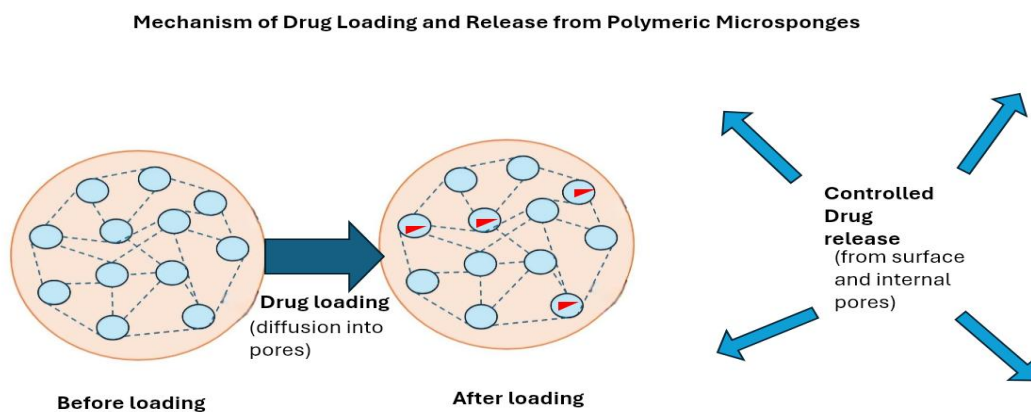 Mechanism of Drug Loading and Release from Polymeric Microsponges
Drug loading
(diffusion into
pores)
Before loading
After loading
Controlled
Drug
release
(from surface
and internal
pores)